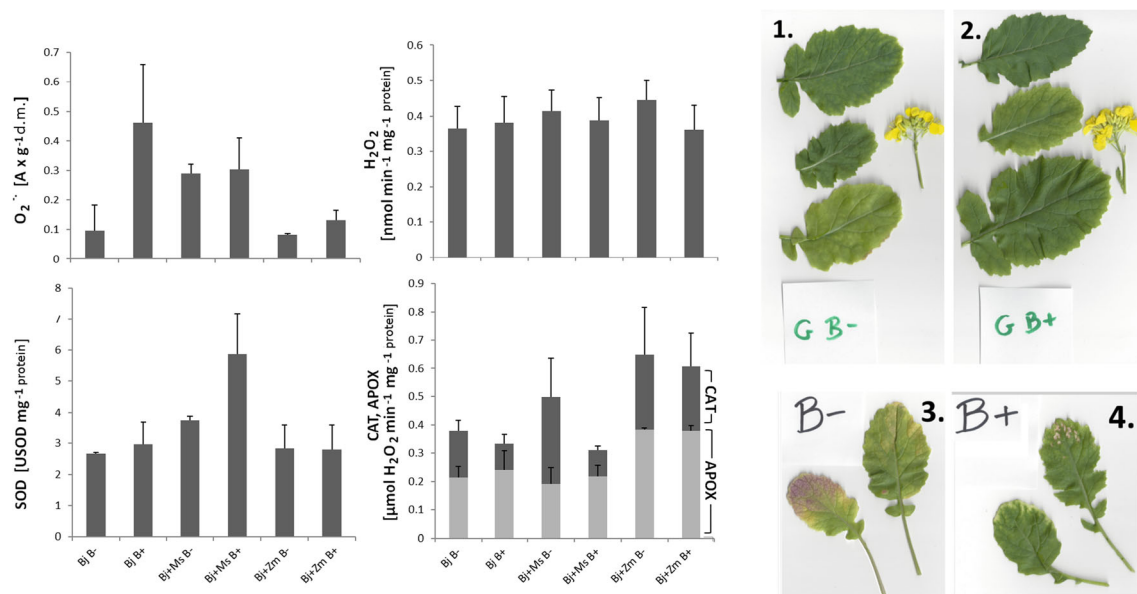 0.7
0.6
0.5
0.4
0.3
0.2
0.1
0
O2·- [A x g-1d.m.]
0.6
0.5
0.4
0.3
0.2
0.1
0
H2O2
[nmol min-1 mg-1 protein]
8
7
6
5
4
3
2
1
0
SOD [USOD mg-1 protein]
Bj B-
Bj B+
Bj+Ms B-
Bj+Ms B+
Bj+Zm B-
Bj+Zm B+
0.9
0.8
0.7
0.6
0.5
0.4
0.3
0.2
0.1
0
CAT, APOX
[µmol H2O2 min-1 mg-1 protein]
CAT
APOX
Bj B-
Bj B+
Bj+Ms B-
Bj+Ms B+
Bj+Zm B-
Bj+Zm B+
1.
G B-
2.
G B+
B-
3.
B+
4.